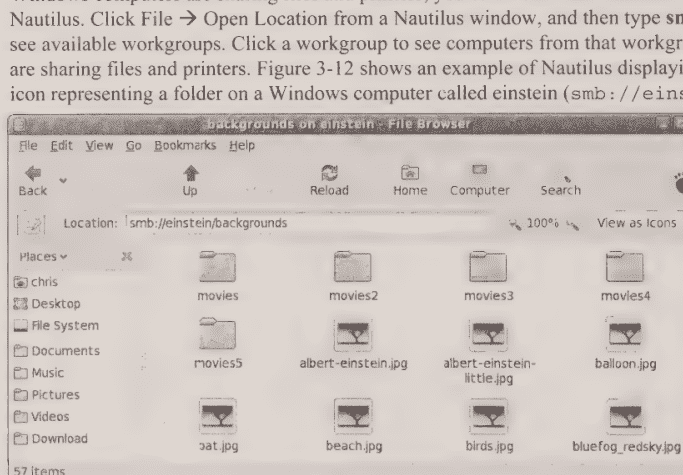 Nautilus. Click File → Open Location from a Nautilus window, and then type sm
see available workgroups. Click a workgroup to see computers from that workgr
are sharing files and printers. Figure 3-12 shows an example of Nautilus displayi
icon representing a folder on a Windows computer called einstein (smb://eins
backgrounds on einstein - File Browser
File Edit View Go Bookmarks Help
Back Up Reload Home Computer Search
Location: smb://einstein/backgrounds 100% View as Icons
Places
chris
Desktop
File System
Documents
Music
Pictures
Videos
Download
movies movies2 movies3 movies4
movies5 albert-einstein.jpg albert-einstein-little.jpg balloon.jpg
bat.jpg beach.jpg birds.jpg bluefog_redsky.jpg
57 items